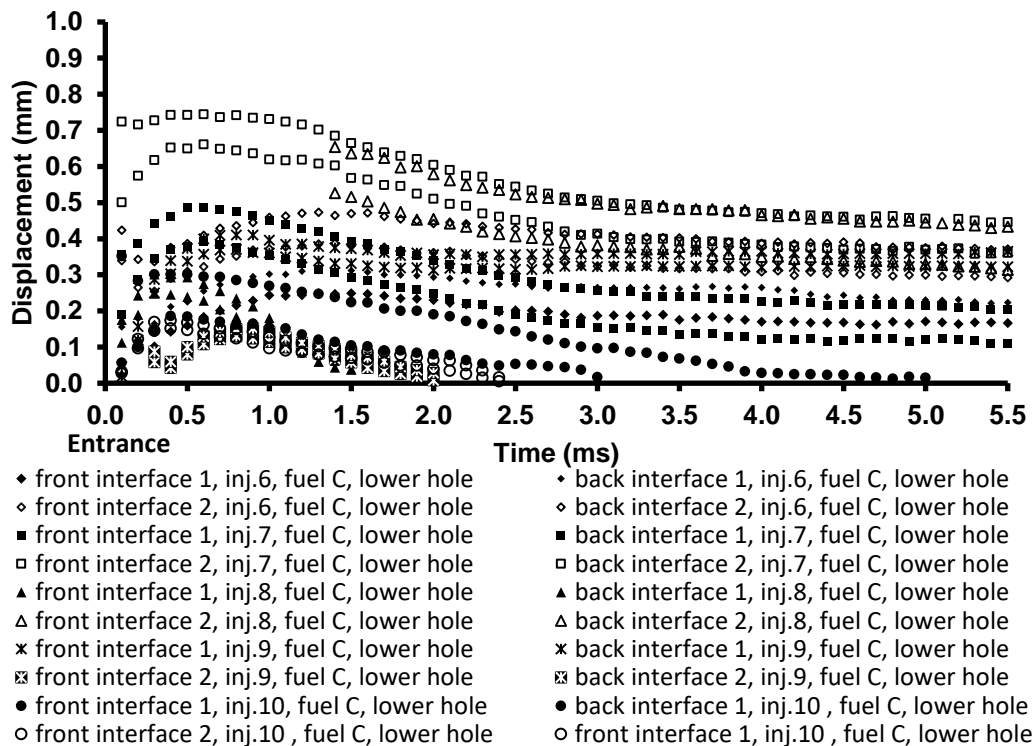 1.0
0.9
0.8
0.7
0.6
0.5
0.4
0.3
0.2
0.1
0.0
Displacement (mm)
0.0 0.5 1.0 1.5 2.0 2.5 3.0 3.5 4.0 4.5 5.0 5.5
Entrance
Time (ms)
front interface 1, inj.6, fuel C, lower hole back interface 1, inj.6, fuel C, lower hole
front interface 2, inj.6, fuel C, lower hole back interface 2, inj.6, fuel C, lower hole
front interface 1, inj.7, fuel C, lower hole back interface 1, inj.7, fuel C, lower hole
front interface 2, inj.7, fuel C, lower hole back interface 2, inj.7, fuel C, lower hole
front interface 1, inj.8, fuel C, lower hole back interface 1, inj.8, fuel C, lower hole
front interface 2, inj.8, fuel C, lower hole back interface 2, inj.8, fuel C, lower hole
front interface 1, inj.9, fuel C, lower hole back interface 1, inj.9, fuel C, lower hole
front interface 2, inj.9, fuel C, lower hole back interface 2, inj.9, fuel C, lower hole
front interface 1, inj.10, fuel C, lower hole back interface 1, inj.10 , fuel C, lower hole
front interface 2, inj.10 , fuel C, lower hole front interface 1, inj.10, fuel C, lower hole